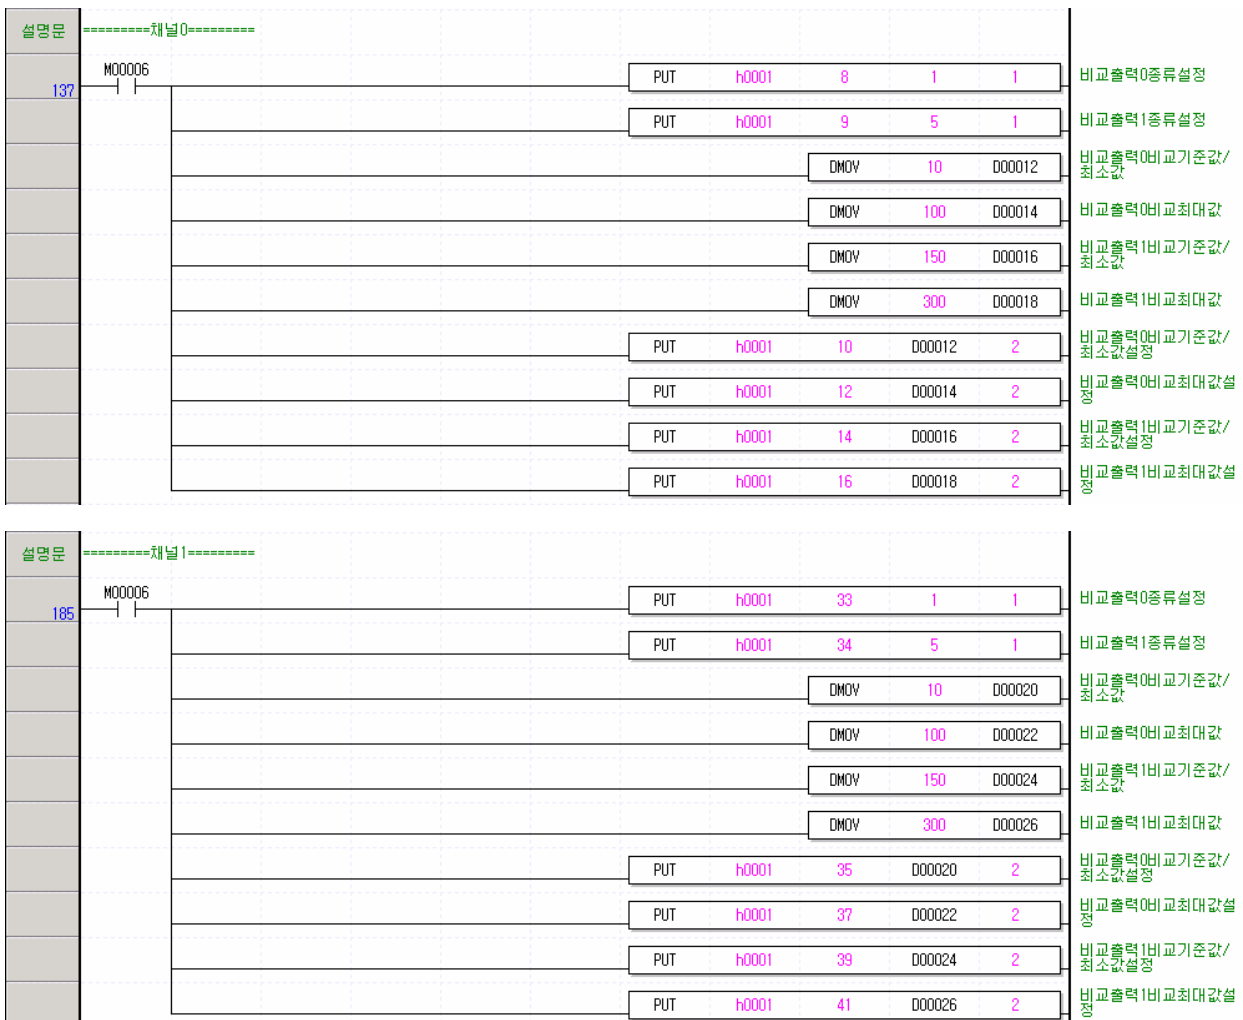 설명문 =========채널0=========
M00006
137 PUT h0001 8 1 1 비교출력0종류설정
PUT h0001 9 5 1 비교출력1종류설정
DMOV 10 D00012 비교출력0비교기준값/
최소값
DMOV 100 D00014 비교출력0비교최대값
DMOV 150 D00016 비교출력1비교기준값/
최소값
DMOV 300 D00018 비교출력1비교최대값
PUT h0001 10 D00012 2 비교출력0비교기준값/
최소값설정
PUT h0001 12 D00014 2 비교출력0비교최대값설
정
PUT h0001 14 D00016 2 비교출력1비교기준값/
최소값설정
PUT h0001 16 D00018 2 비교출력1비교최대값설
정
설명문 =========채널1=========
M00006
185 PUT h0001 33 1 1 비교출력0종류설정
PUT h0001 34 5 1 비교출력1종류설정
DMOV 10 D00020 비교출력0비교기준값/
최소값
DMOV 100 D00022 비교출력0비교최대값
DMOV 150 D00024 비교출력1비교기준값/
최소값
DMOV 300 D00026 비교출력1비교최대값
PUT h0001 35 D00020 2 비교출력0비교기준값/
최소값설정
PUT h0001 37 D00022 2 비교출력0비교최대값설
정
PUT h0001 39 D00024 2 비교출력1비교기준값/
최소값설정
PUT h0001 41 D00026 2 비교출력1비교최대값설
정